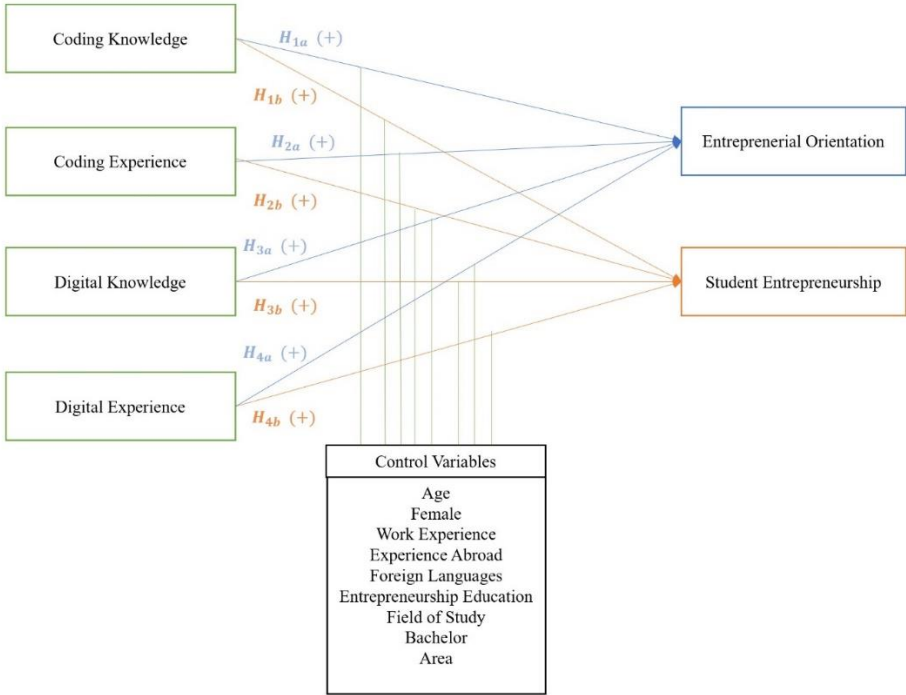 Coding Knowledge
H1a (+)
H1b (+)
Coding Experience
H2a (+)
H2b (+)
Entreprenerial Orientation
Digital Knowledge
H3a (+)
H3b (+)
Student Entrepreneurship
Digital Experience
H4a (+)
H4b (+)
Control Variables
Age
Female
Work Experience
Experience Abroad
Foreign Languages
Entrepreneurship Education
Field of Study
Bachelor
Area